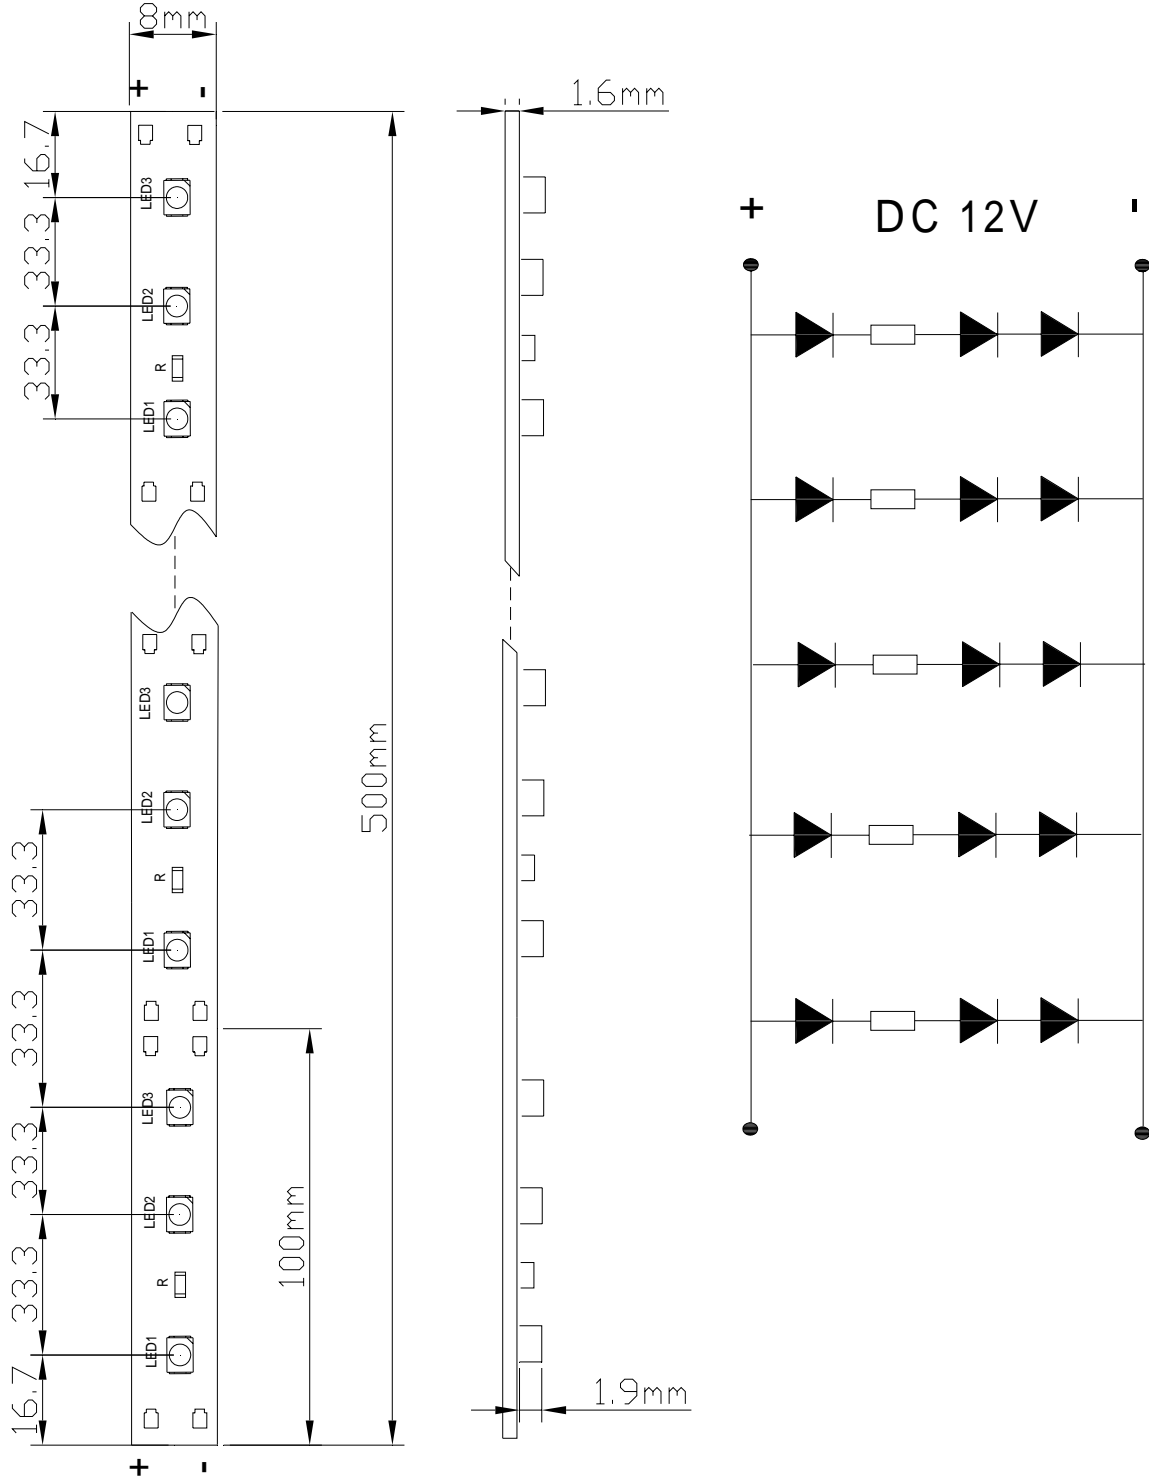 8mm
+ -
1.6mm
16.7
LED3
33.3
LED2
33.3
R
LED1
+ DC 12V -
LED3
500mm
LED2
33.3
R
LED1
33.3
LED3
33.3
LED2
100mm
33.3
R
LED1
16.7
1.9mm
+ -